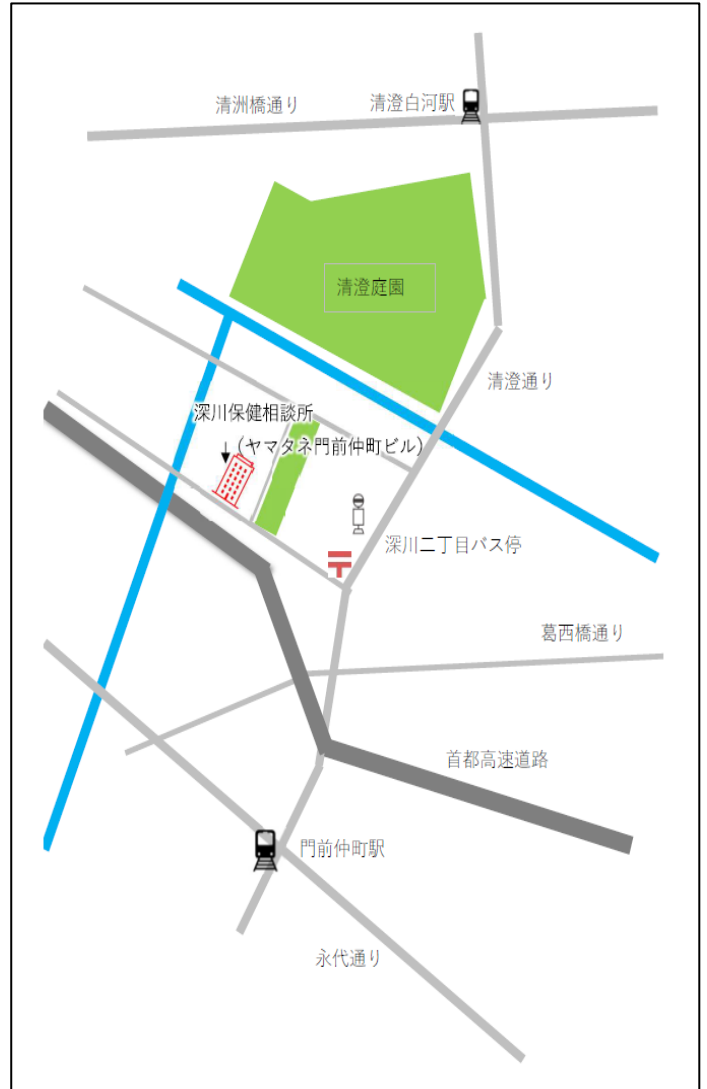 清洲橋通り
清澄白河駅
清澄庭園
清澄通り
深川保健相談所
↓（ヤマタネ門前仲町ビル）
深川二丁目バス停
葛西橋通り
首都高速道路
門前仲町駅
永代通り